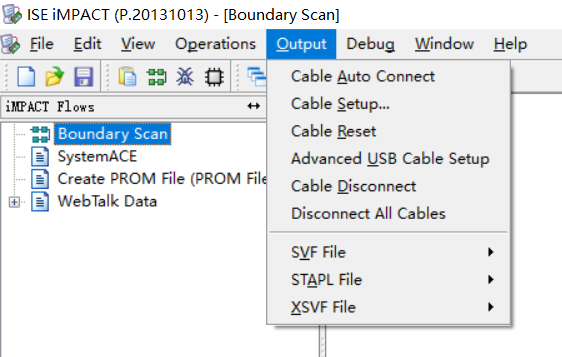 ISE iMPACT (P.20131013) - [Boundary Scan]
File Edit View Operations Output Debug Window Help
iMPACT Flows
Boundary Scan
SystemACE
Create PROM File (PROM File
WebTalk Data
Cable Auto Connect
Cable Setup...
Cable Reset
Advanced USB Cable Setup
Cable Disconnect
Disconnect All Cables
SVF File
STAPL File
XSVF File